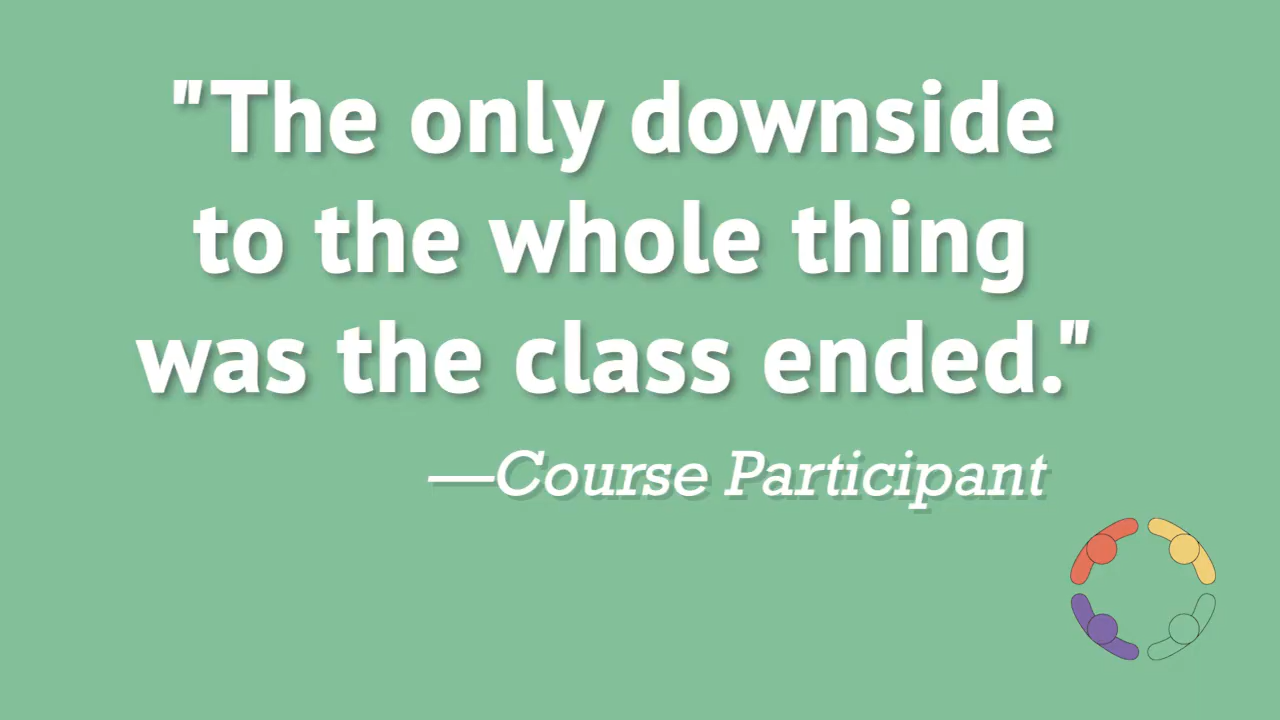 "The only downside
to the whole thing
was the class ended."
—Course Participant